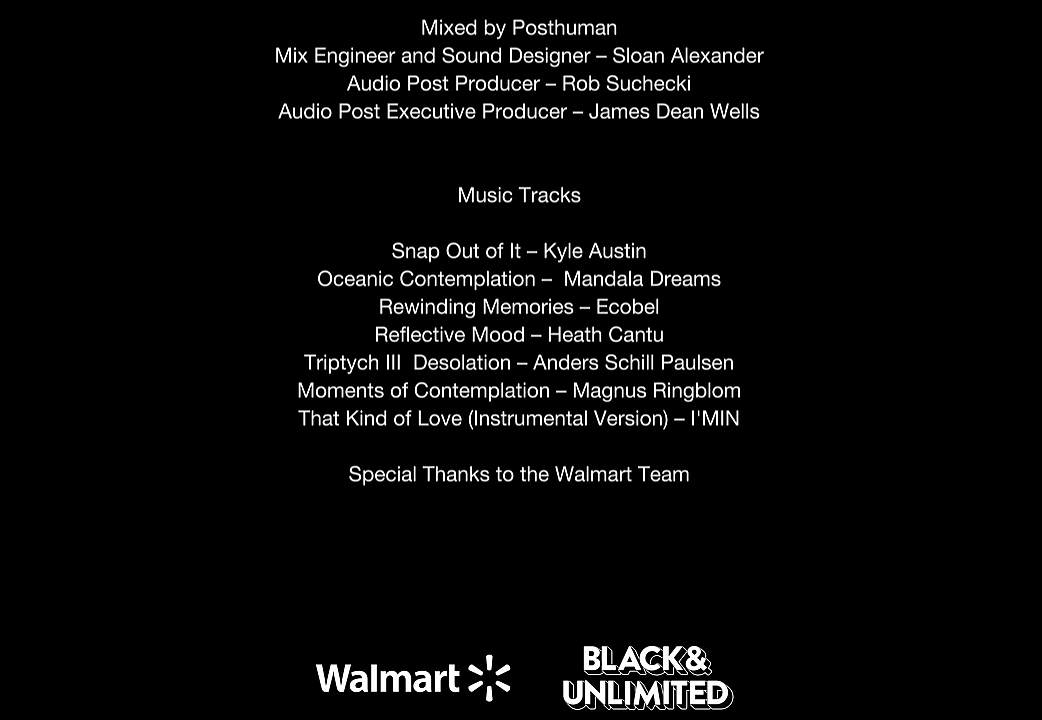 Mixed by Posthuman
Mix Engineer and Sound Designer – Sloan Alexander
Audio Post Producer – Rob Suchecki
Audio Post Executive Producer – James Dean Wells
Music Tracks
Snap Out of It – Kyle Austin
Oceanic Contemplation –  Mandala Dreams
Rewinding Memories – Ecobel
Reflective Mood – Heath Cantu
Triptych III  Desolation – Anders Schill Paulsen
Moments of Contemplation – Magnus Ringblom
That Kind of Love (Instrumental Version) – I'MIN
Special Thanks to the Walmart Team
Walmart
BLACK&
UNLIMITED